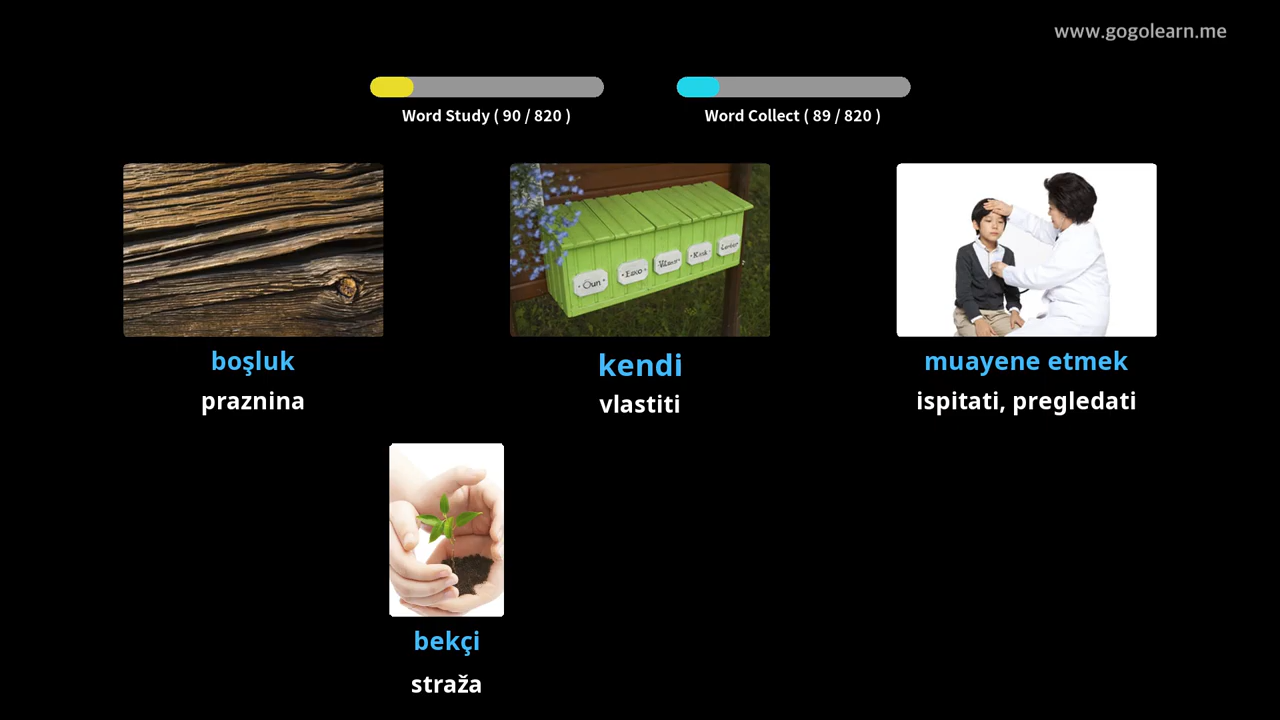 www.gogolearn.me
Word Study ( 90 / 820 )
Word Collect ( 89 / 820 )
Oun
boşluk
kendi
muayene etmek
praznina
vlastiti
ispitati, pregledati
bekçi
straža